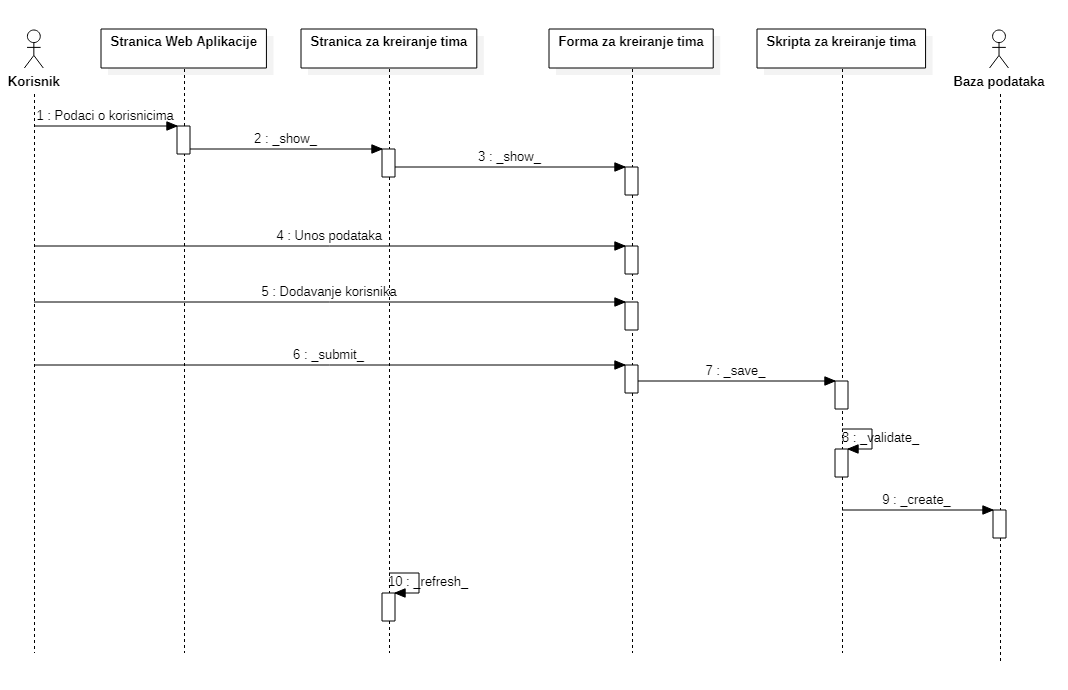 Stranica Web Aplikacije
Stranica za kreiranje tima
Forma za kreiranje tima
Skripta za kreiranje tima
Korisnik
Baza podataka
1 : Podaci o korisnicima
2 : _show_
3 : _show_
4 : Unos podataka
5 : Dodavanje korisnika
6 : _submit_
7 : _save_
8 : _validate_
9 : _create_
10 : _refresh_